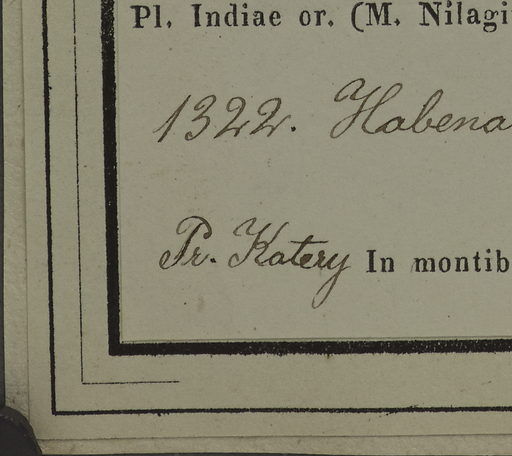 Pl. Indiae or. (M. Nilagi
1322. Habena
Pr. Katery In montib